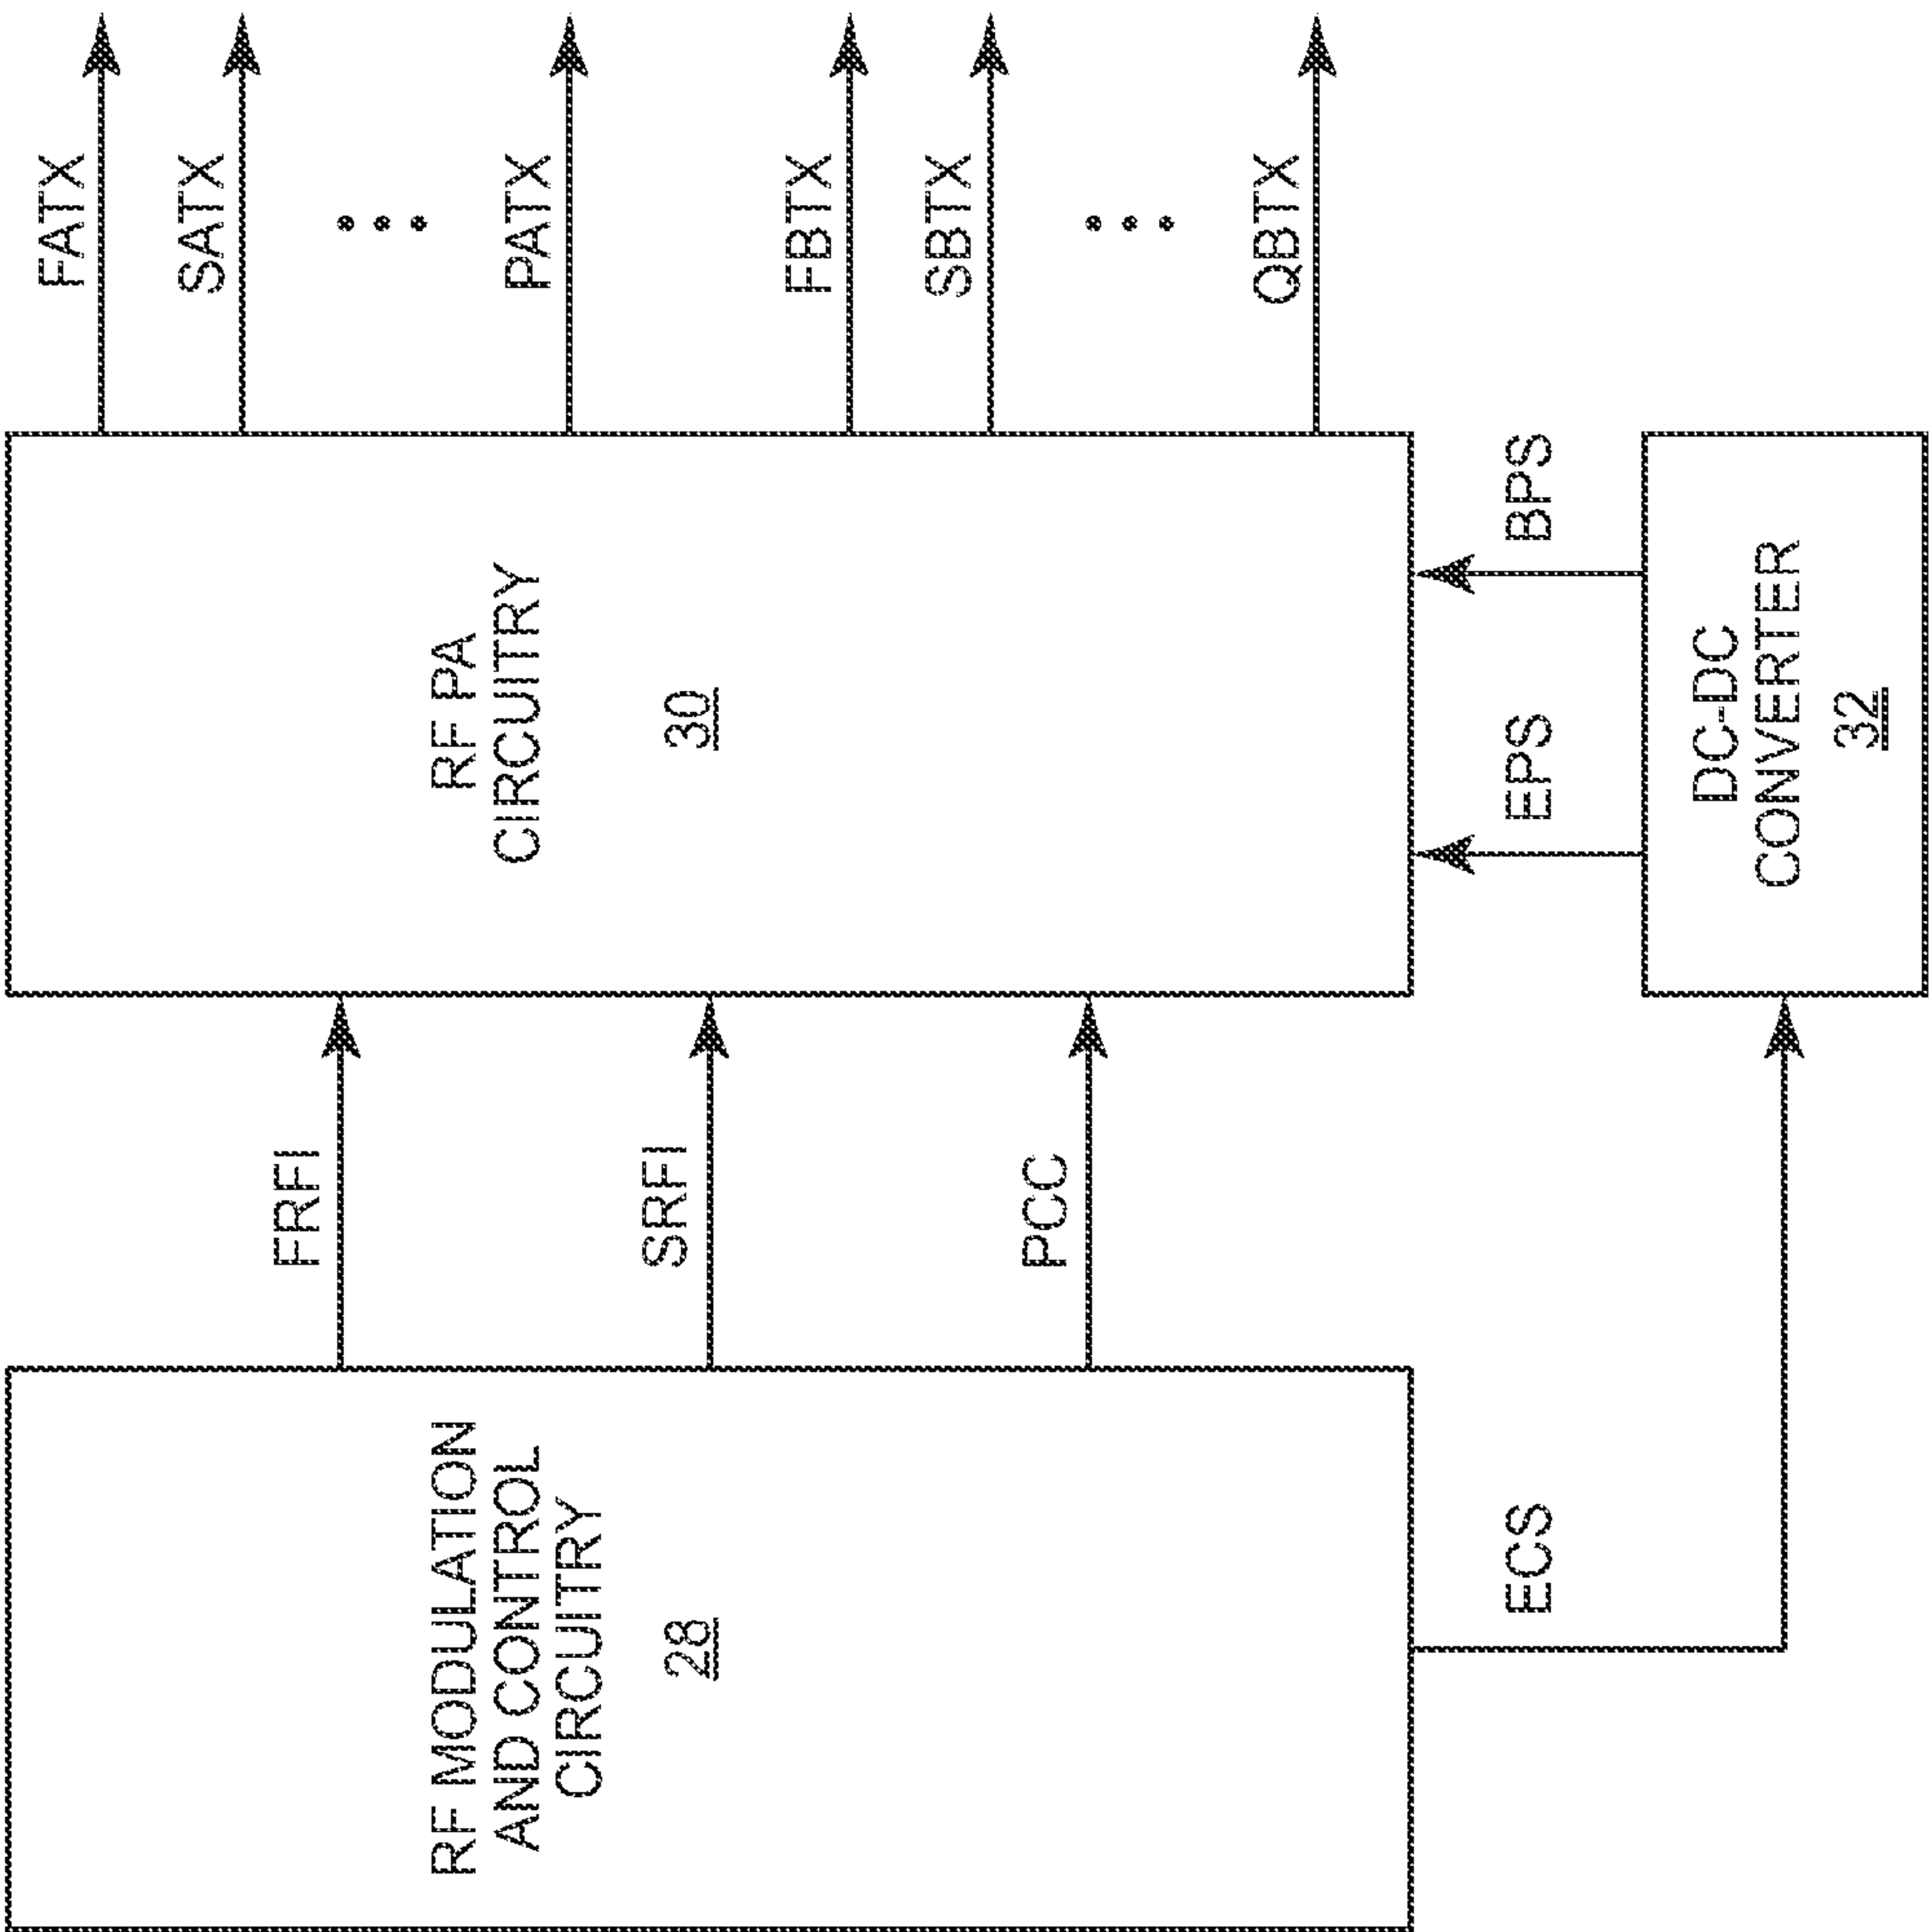 RF MODULATION
AND CONTROL
CIRCUITRY
28
FRFI
SRFI
PCC
ECS
RF PA
CIRCUITRY
30
EPS
BPS
DC-DC
CONVERTER
32
FATX
SATX
PATX
FBTX
SBTX
QBTX